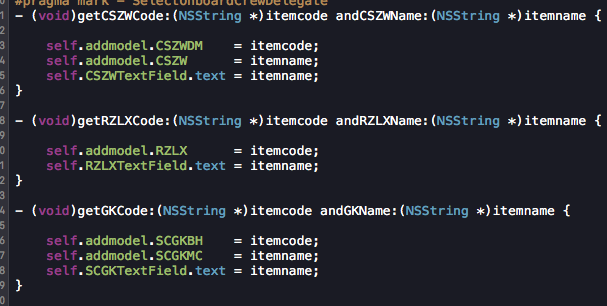 #pragma mark - SelectonboardCrewDelegate
- (void)getCSZWCode:(NSString *)itemcode andCSZWName:(NSString *)itemname {
self.addmodel.CSZWDM = itemcode;
self.addmodel.CSZW = itemname;
self.CSZWTextField.text = itemname;
}
- (void)getRZLXCode:(NSString *)itemcode andRZLXName:(NSString *)itemname {
self.addmodel.RZLX = itemcode;
self.RZLXTextField.text = itemname;
}
- (void)getGKCode:(NSString *)itemcode andGKName:(NSString *)itemname {
self.addmodel.SCGKBH = itemcode;
self.addmodel.SCGKMC = itemname;
self.SCGKTextField.text = itemname;
}